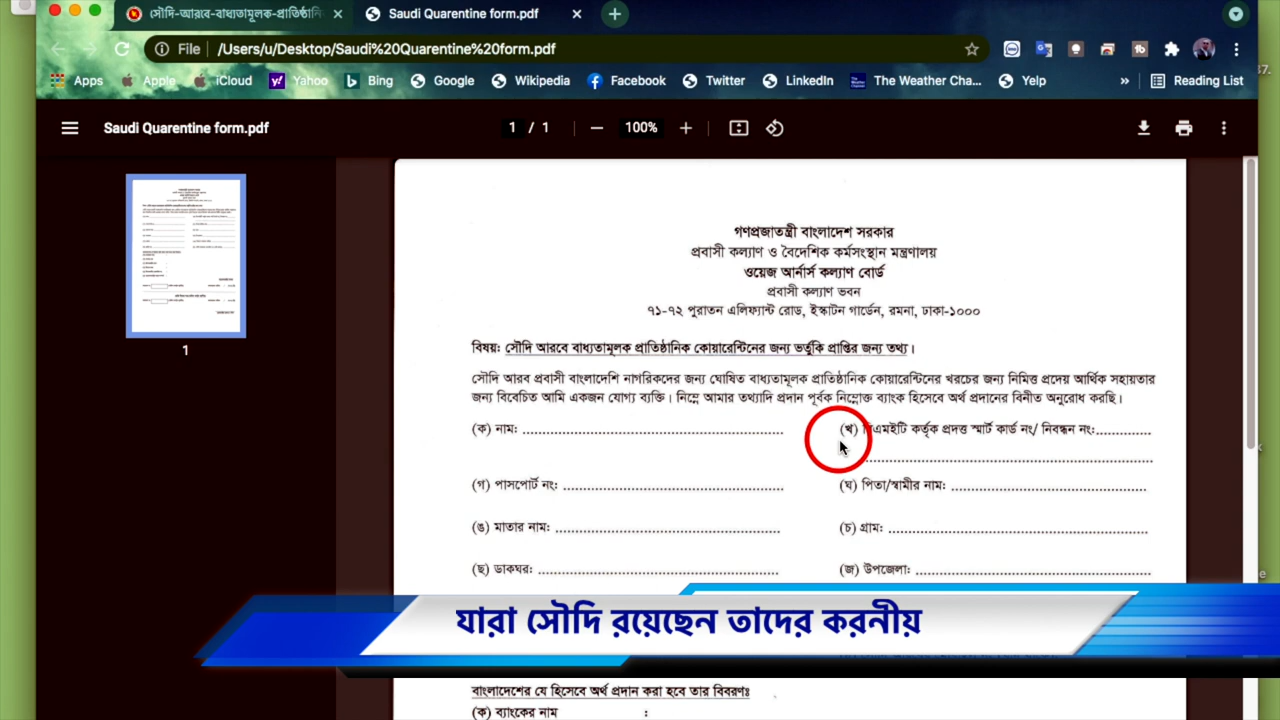 সৌদি-আরবে-বাধ্যতামূলক-প্রাতিষ্ঠানি
Saudi Quarentine form.pdf
File /Users/u/Desktop/Saudi%20Quarentine%20form.pdf
Apps Apple iCloud Yahoo Bing Google Wikipedia Facebook Twitter LinkedIn The Weather Cha... Yelp » Reading List
Saudi Quarentine form.pdf 1 / 1 100%
1
গণপ্রজাতন্ত্রী বাংলাদেশ সরকার
প্রবাসী কল্যাণ ও বৈদেশিক কর্মসংস্থান মন্ত্রণালয়
ওয়েজ আর্নার্স কল্যাণ বোর্ড
প্রবাসী কল্যাণ ভবন
৭১-৭২ পুরাতন এলিফ্যান্ট রোড, ইস্কাটন গার্ডেন, রমনা, ঢাকা-১০০০
বিষয়: সৌদি আরবে বাধ্যতামূলক প্রাতিষ্ঠানিক কোয়ারেন্টিনের জন্য ভর্তুকি প্রাপ্তির জন্য তথ্য।
সৌদি আরব প্রবাসী বাংলাদেশি নাগরিকদের জন্য ঘোষিত বাধ্যতামূলক প্রাতিষ্ঠানিক কোয়ারেন্টিনের খরচের জন্য নিমিত্ত প্রদেয় আর্থিক সহায়তার
জন্য বিবেচিত আমি একজন যোগ্য ব্যক্তি। নিম্নে আমার তথ্যাদি প্রদান পূর্বক নিম্নোক্ত ব্যাংক হিসেবে অর্থ প্রদানের বিনীত অনুরোধ করছি।
(ক) নাম: (খ) বিএমইটি কর্তৃক প্রদত্ত স্মার্ট কার্ড নং/ নিবন্ধন নং:
(গ) পাসপোর্ট নং: (ঘ) পিতা/স্বামীর নাম:
(ঙ) মাতার নাম: (চ) গ্রাম:
(ছ) ডাকঘর: (জ) উপজেলা:
যারা সৌদি রয়েছেন তাদের করনীয়
বাংলাদেশের যে হিসেবে অর্থ প্রদান করা হবে তার বিবরণঃ
(ক) ব্যাংকের নাম :